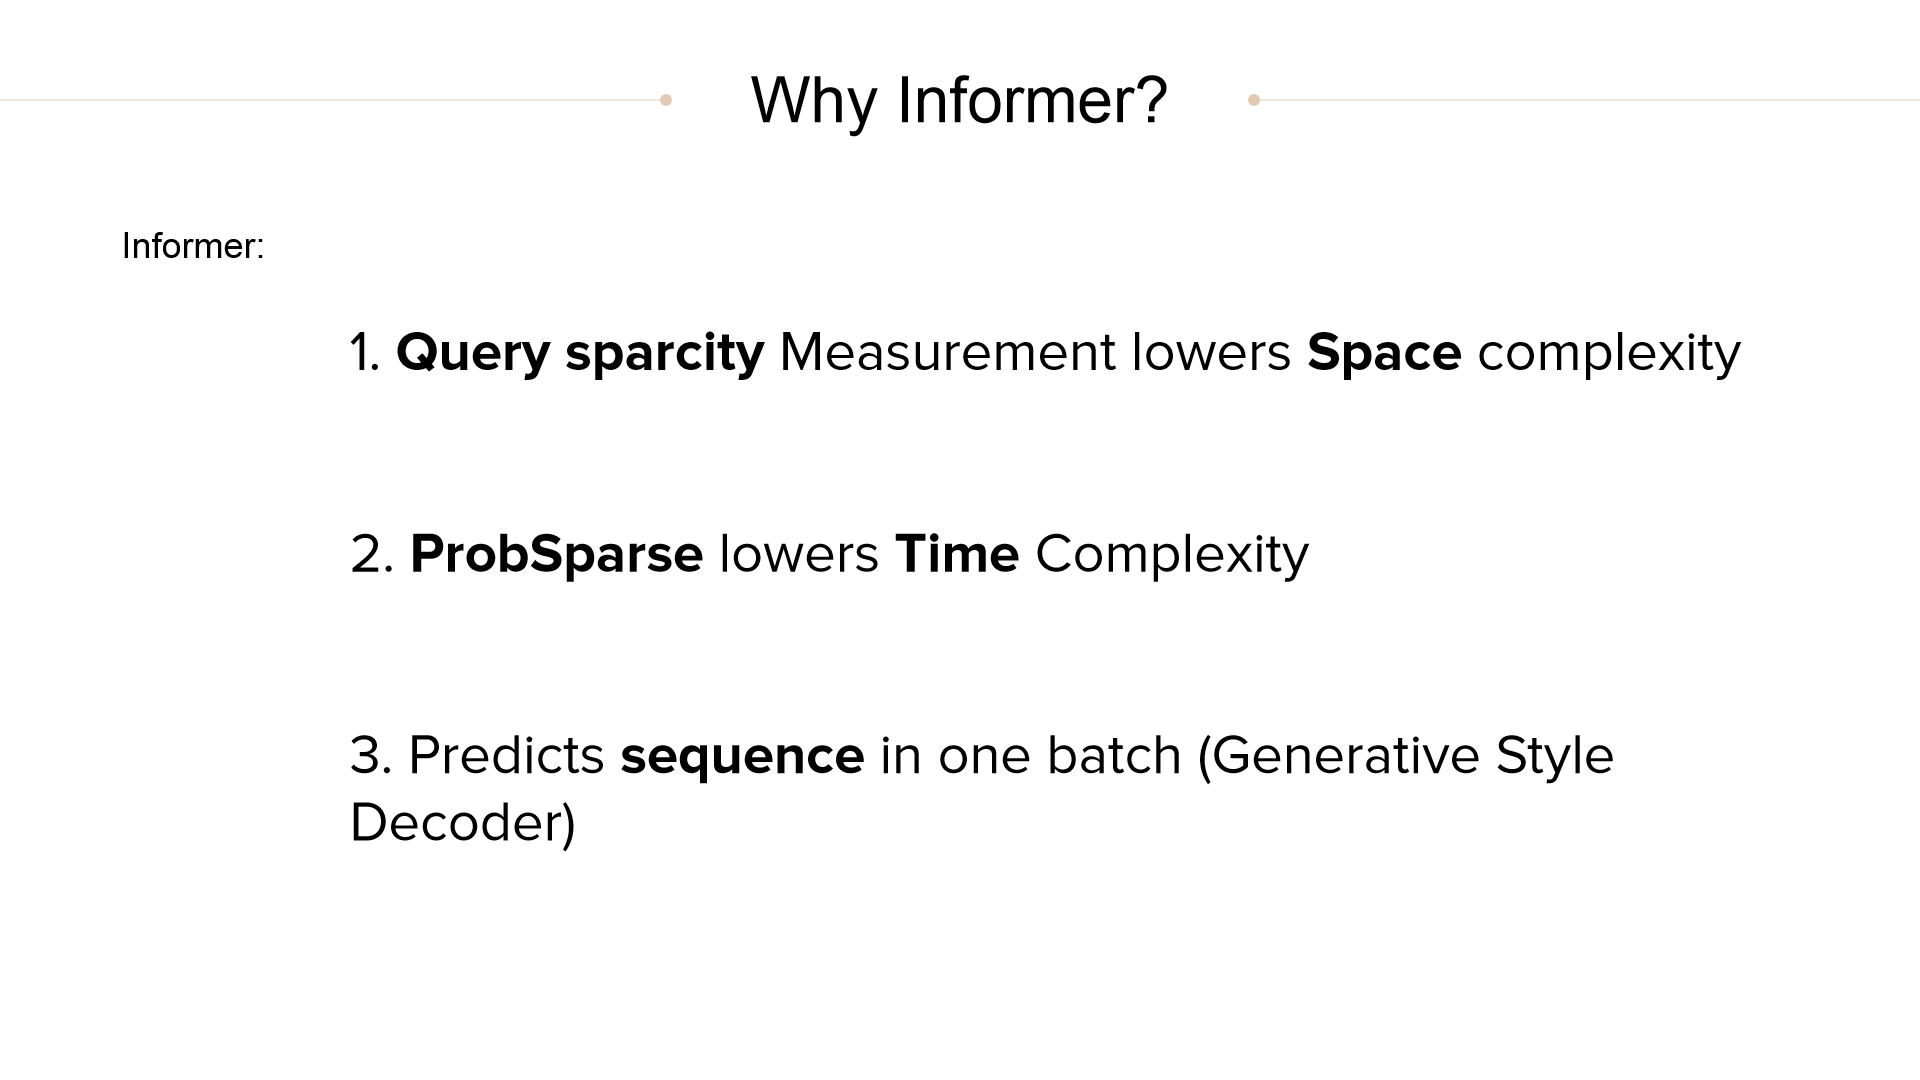 Why Informer?
Informer:
1. Query sparcity Measurement lowers Space complexity
2. ProbSparse lowers Time Complexity
3. Predicts sequence in one batch (Generative Style
Decoder)